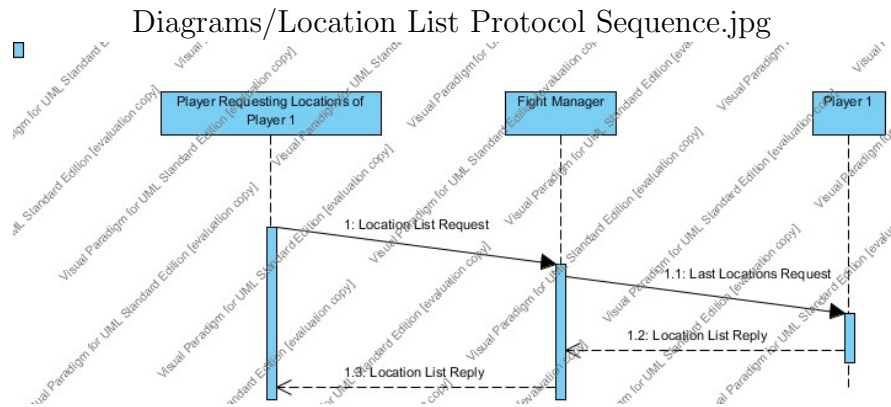 Diagrams/Location List Protocol Sequence.jpg
Player Requesting Locations of
Player 1
Fight Manager
Player 1
1: Location List Request
1.1: Last Locations Request
1.2: Location List Reply
1.3: Location List Reply
Visual Paradigm for UML Standard Edition [evaluation copy]